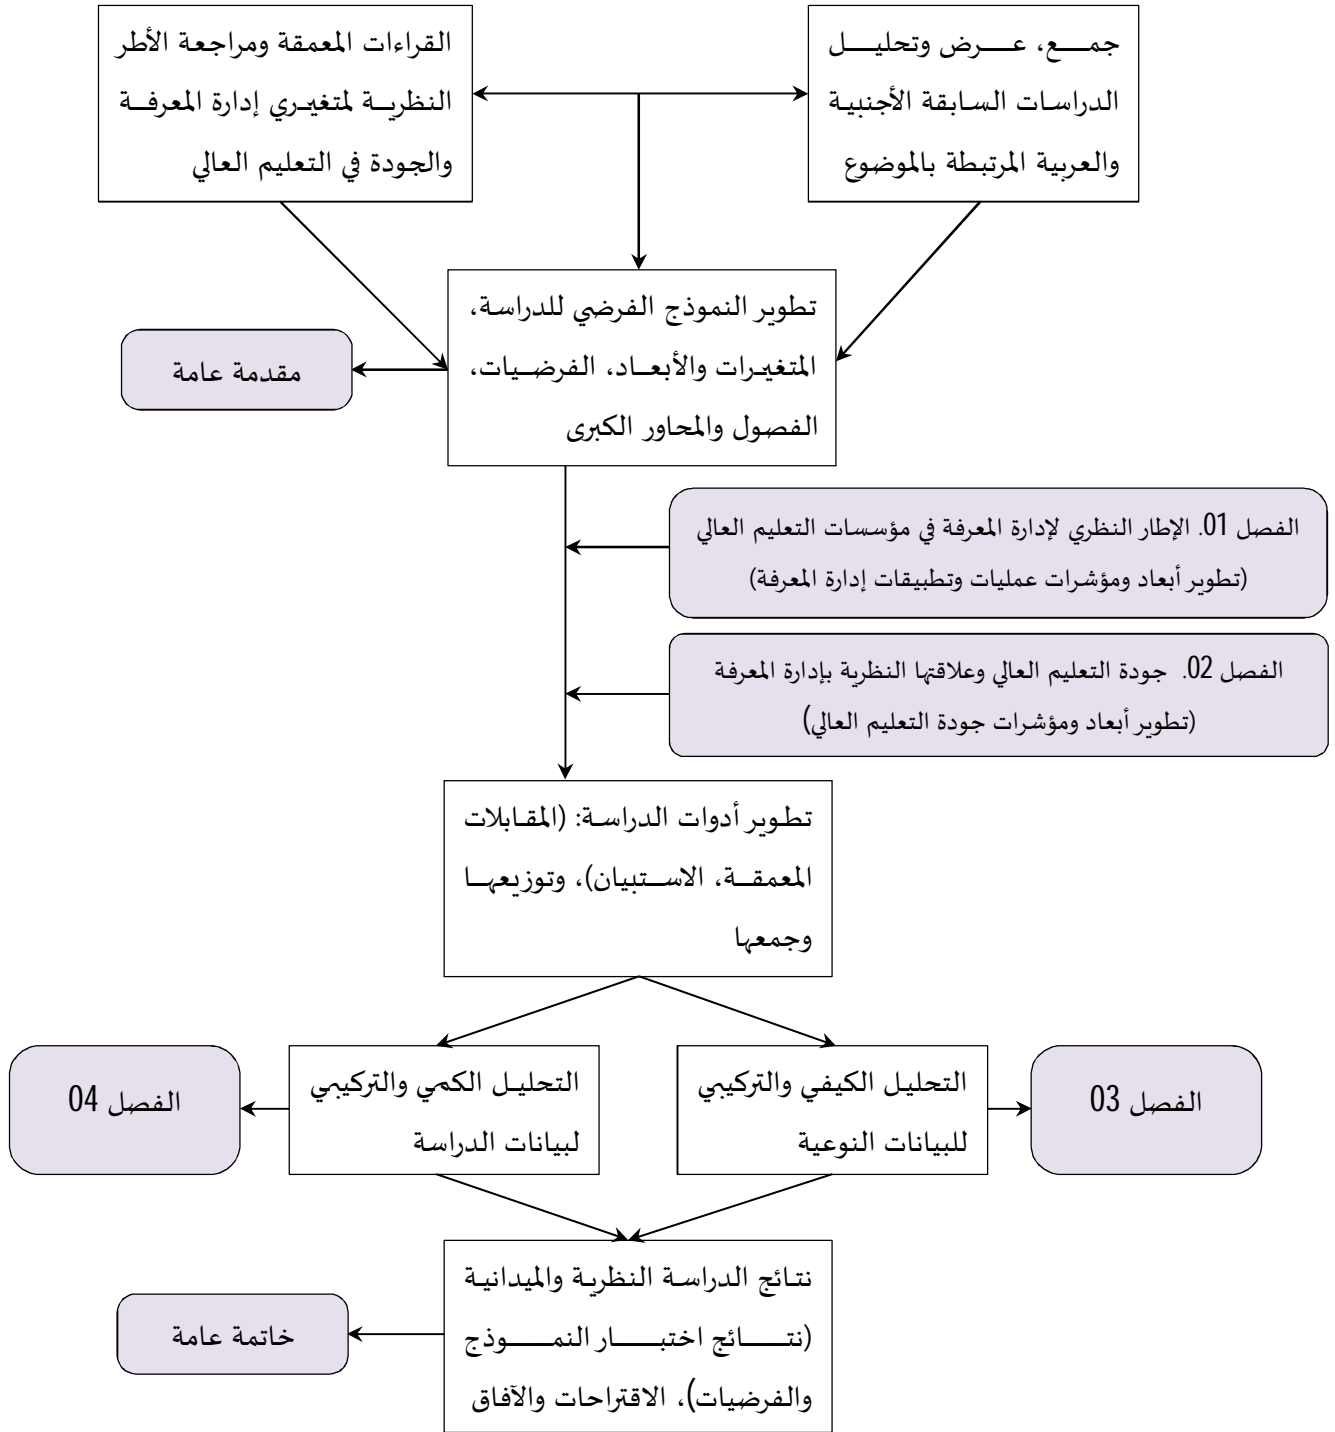 جمع، عرض وتحليل
الدراسات السابقة الأجنبية
والعربية المرتبطة بالموضوع
القراءات المعمقة ومراجعة الأطر
النظرية لمتغيري إدارة المعرفة
والجودة في التعليم العالي
تطوير النموذج الفرضي للدراسة،
المتغيرات والأبعاد، الفرضيات،
الفصول والمحاور الكبرى
مقدمة عامة
الفصل 01. الإطار النظري لإدارة المعرفة في مؤسسات التعليم العالي
(تطوير أبعاد ومؤشرات عمليات وتطبيقات إدارة المعرفة)
الفصل 02. جودة التعليم العالي وعلاقتها النظرية بإدارة المعرفة
(تطوير أبعاد ومؤشرات جودة التعليم العالي)
تطوير أدوات الدراسة: (المقابلات
المعمقة، الاستبيان)، وتوزيعها
وجمعها
الفصل 03
التحليل الكيفي والتركيبي
للبيانات النوعية
التحليل الكمي والتركيبي
لبيانات الدراسة
الفصل 04
نتائج الدراسة النظرية والميدانية
(نتائج اختبار النموذج
والفرضيات)، الاقتراحات والآفاق
خاتمة عامة